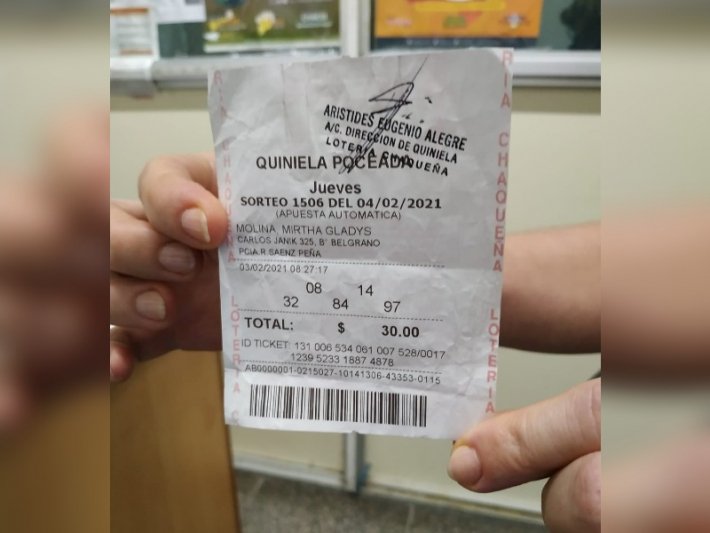 ARISTIDES EUGENIO ALEGRE
A/C. DIRECCION DE QUINIELA
LOTERIA CHAQUEÑA
QUINIELA POCEADA
Jueves
SORTEO 1506 DEL 04/02/2021
(APUESTA AUTOMATICA)
MOLINA, MIRTHA GLADYS
CARLOS JANIK 325, B' BELGRANO
PCIA.R.SAENZ PEÑA
03/02/2021 08:27:17
08 14
32 84 97
TOTAL: $ 30.00
ID TICKET: 131 006 534 061 007 528/0017
1239 5233 1887 4878
AB0000001-0215027-10141306-43353-0115
RIA CHAQUEÑA
LOTERIA
CHAQUEÑA
LOTERIA